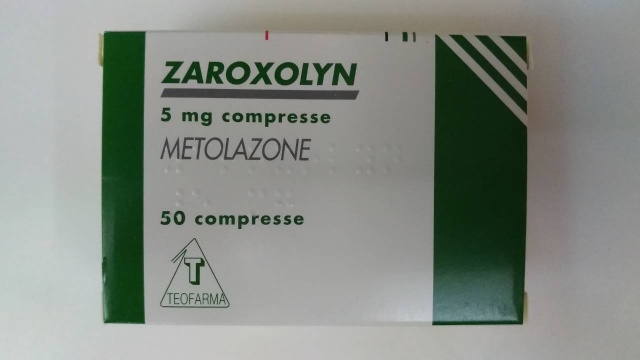 ZAROXOLYN
5 mg compresse
METOLAZONE
50 compresse
T
TEOFARMA